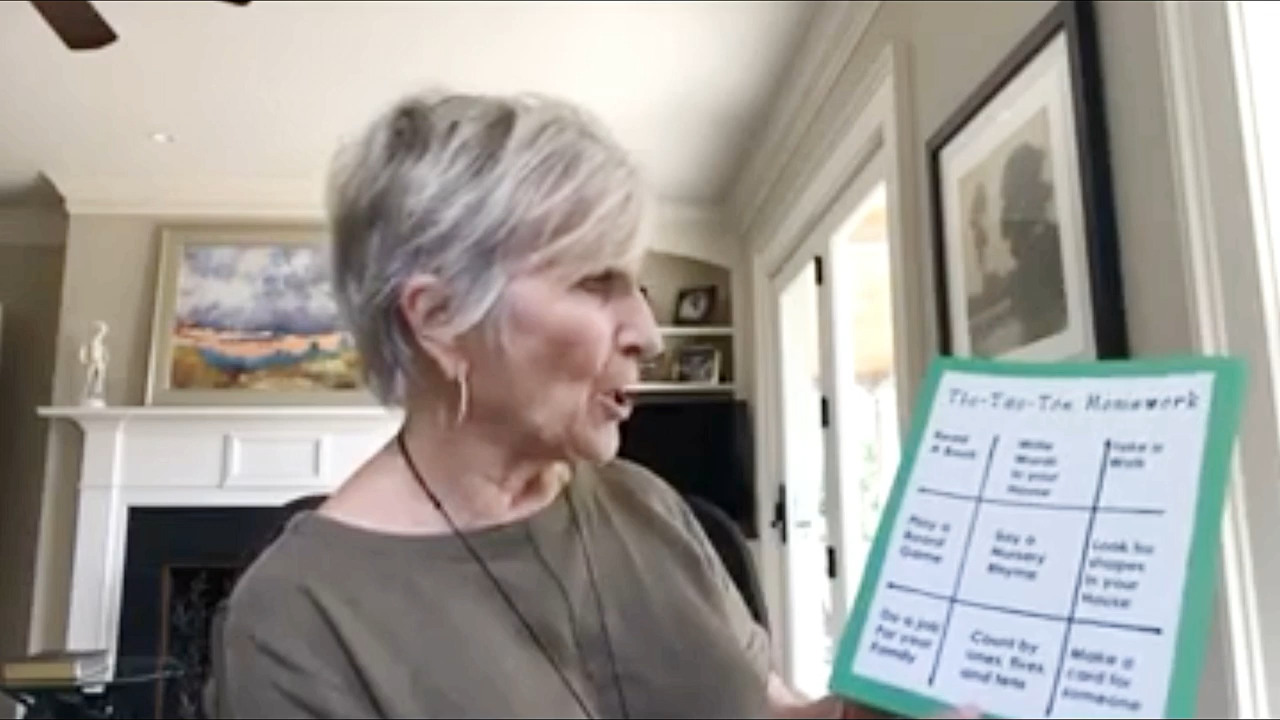 Tic-Tac-Toe Homework
Read
A Book
Write
Words
in your
House
Take a
Walk
Play a
Board
Game
Say a
Nursery
Rhyme
Look for
shapes
in your
House
Do a job
for your
Family
Count by
ones, fives
and tens
Make a
card for
someone